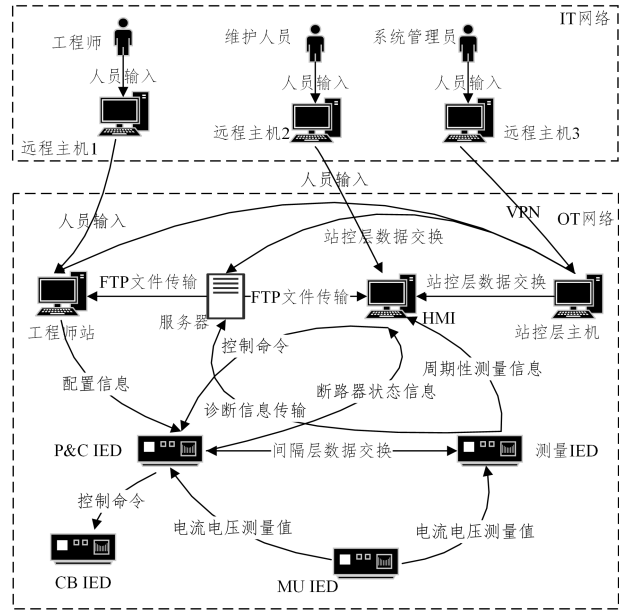 IT网络
工程师
维护人员
系统管理员
人员输入
人员输入
人员输入
远程主机1
远程主机2
远程主机3
人员输入
人员输入
VPN
OT网络
站控层数据交换
FTP文件传输
FTP文件传输
站控层数据交换
工程师站
服务器
HMI
站控层主机
控制命令
周期性测量信息
配置信息
断路器状态信息
诊断信息传输
P&C IED
间隔层数据交换
测量IED
控制命令
电流电压测量值
电流电压测量值
CB IED
MU IED